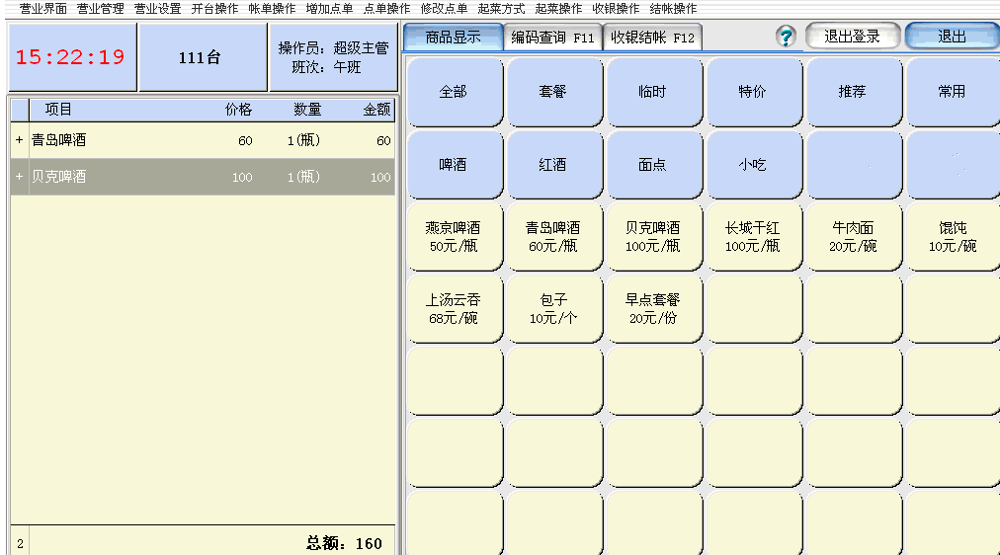 营业界面 营业管理 营业设置 开台操作 帐单操作 增加点单 点单操作 修改点单 起菜方式 起菜操作 收银操作 结帐操作
15:22:19
111台
操作员：超级主管
班次：午班
商品显示 编码查询 F11 收银结帐 F12 ? 退出登录 退出
项目 价格 数量 金额
+ 青岛啤酒 60 1(瓶) 60
+ 贝克啤酒 100 1(瓶) 100
2 总额：160
全部 套餐 临时 特价 推荐 常用
啤酒 红酒 面点 小吃
燕京啤酒 青岛啤酒 贝克啤酒 长城干红 牛肉面 馄饨
50元/瓶 60元/瓶 100元/瓶 100元/瓶 20元/碗 10元/碗
上汤云吞 包子 早点套餐
68元/碗 10元/个 20元/份